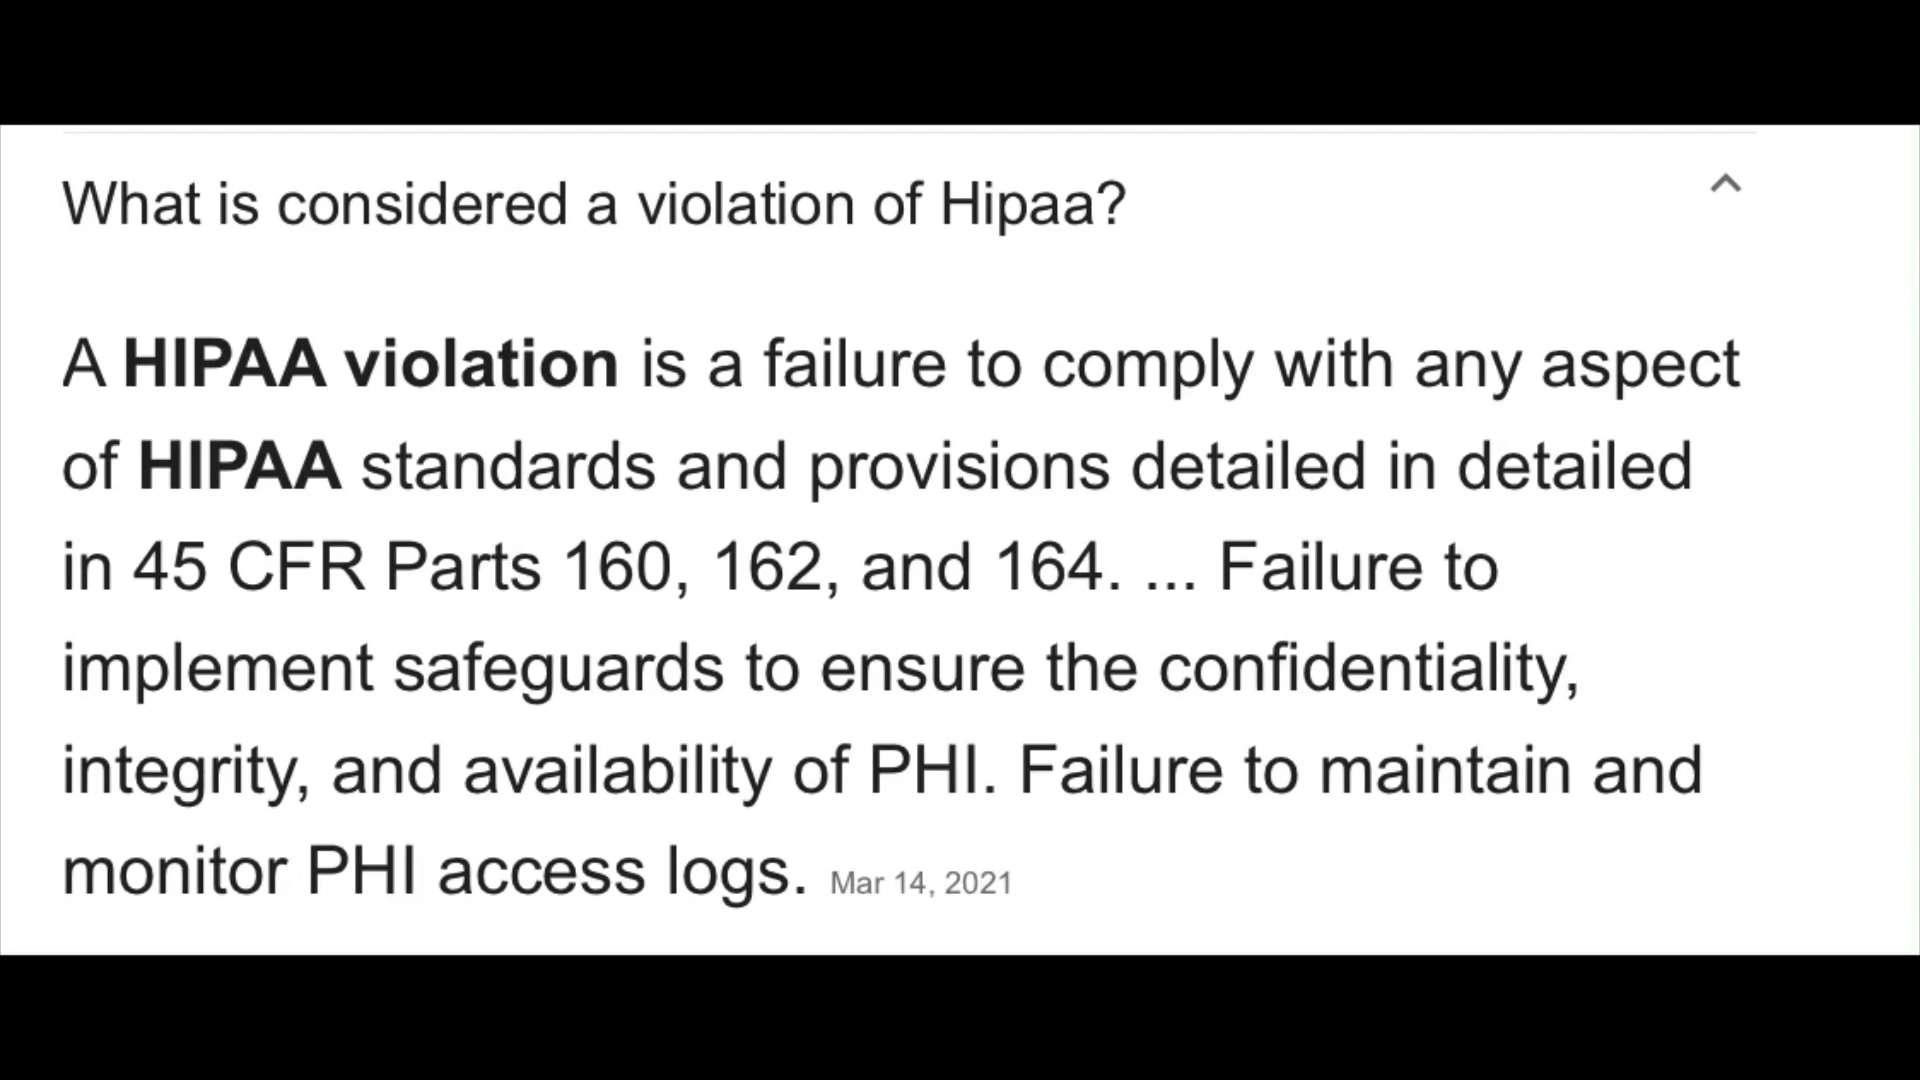 What is considered a violation of Hipaa?
A HIPAA violation is a failure to comply with any aspect
of HIPAA standards and provisions detailed in detailed
in 45 CFR Parts 160, 162, and 164. ... Failure to
implement safeguards to ensure the confidentiality,
integrity, and availability of PHI. Failure to maintain and
monitor PHI access logs. Mar 14, 2021